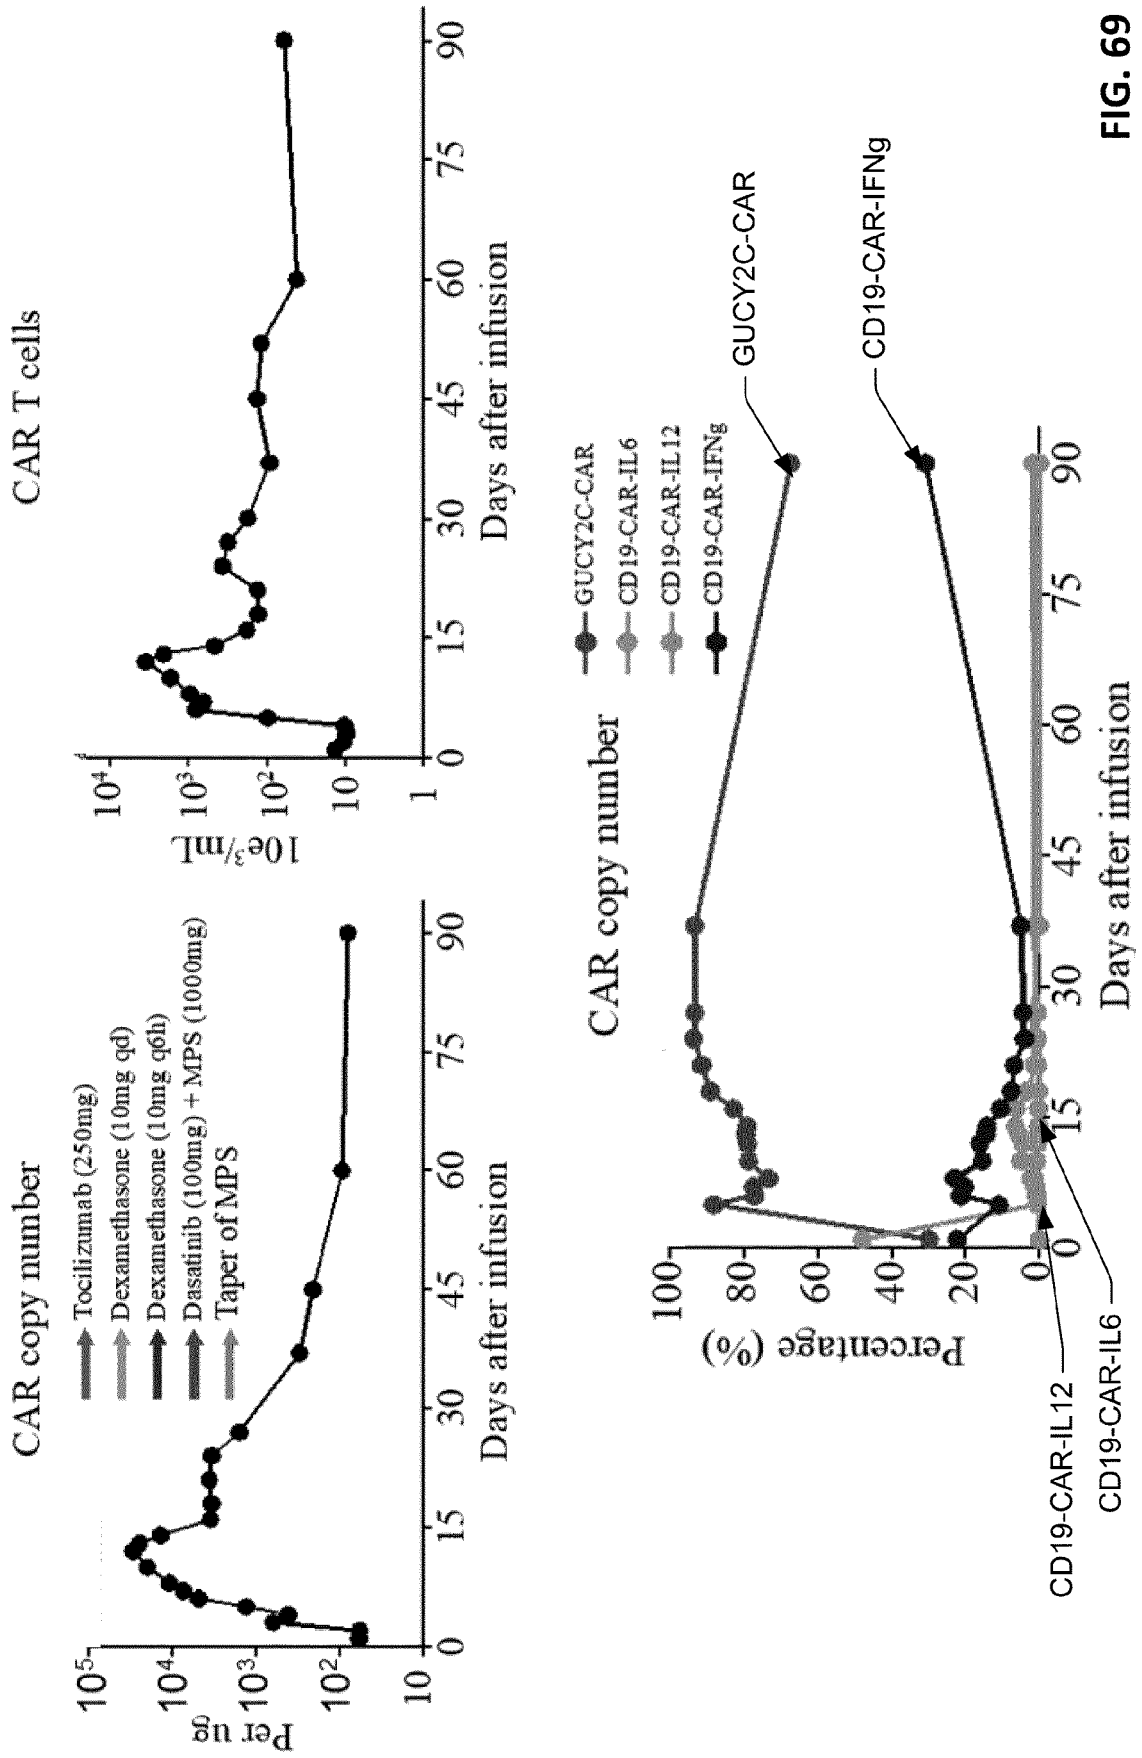 CAR copy number
10⁵
10⁴
10³
10²
10
Per ug
Tocilizumab (250mg)
Dexamethasone (10mg qd)
Dexamethasone (10mg q6h)
Dasatinib (100mg) + MPS (1000mg)
Taper of MPS
0 15 30 45 60 75 90
Days after infusion
CAR T cells
10⁴
10³
10²
10
1
10e³/mL
0 15 30 45 60 75 90
Days after infusion
CAR copy number
GUCY2C-CAR
CD19-CAR-IL6
CD19-CAR-IL12
CD19-CAR-IFNg
100
80
60
40
20
0
Percentage (%)
0 15 30 45 60 75 90
Days after infusion
GUCY2C-CAR
CD19-CAR-IFNg
CD19-CAR-IL12
CD19-CAR-IL6
FIG. 69